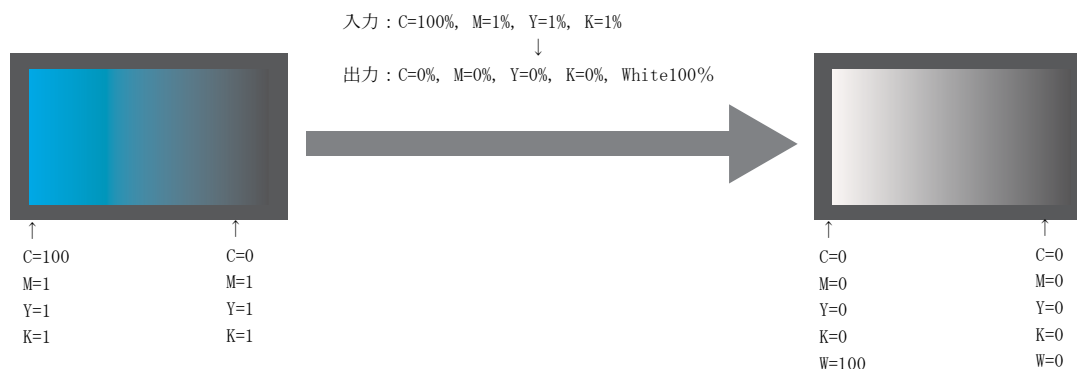 入力：C=100%, M=1%, Y=1%, K=1%
↓
出力：C=0%, M=0%, Y=0%, K=0%, White100％
↑
C=100
M=1
Y=1
K=1
↑
C=0
M=1
Y=1
K=1
↑
C=0
M=0
Y=0
K=0
W=100
↑
C=0
M=0
Y=0
K=0
W=0